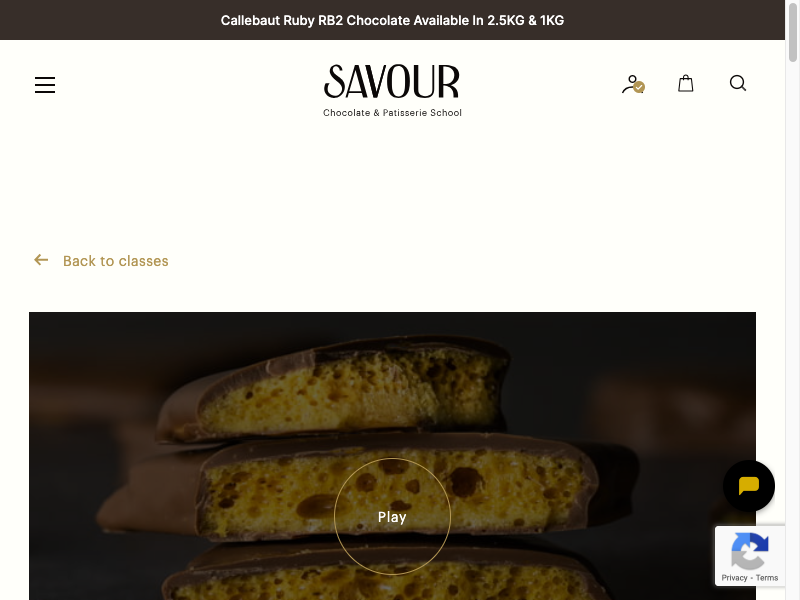 Callebaut Ruby RB2 Chocolate Available In 2.5KG & 1KG
SAVOUR
Chocolate & Patisserie School
Back to classes
Play
Privacy - Terms